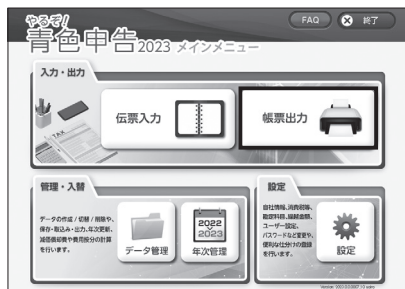 やるぞ!
青色申告2023 メインメニュー
FAQ
終了
入力・出力
TAX
伝票入力
帳票出力
管理・入替
データの作成/切替/削除や、
保存・取込み・出力、年次更新、
減価償却費や費用按分の計算
を行います。
データ管理
2022
2023
年次管理
設定
自社情報、消費税等、
勘定科目、繰越金額、
ユーザー設定、
パスワードなど変更や、
便利な仕分けの登録
を行います。
設定